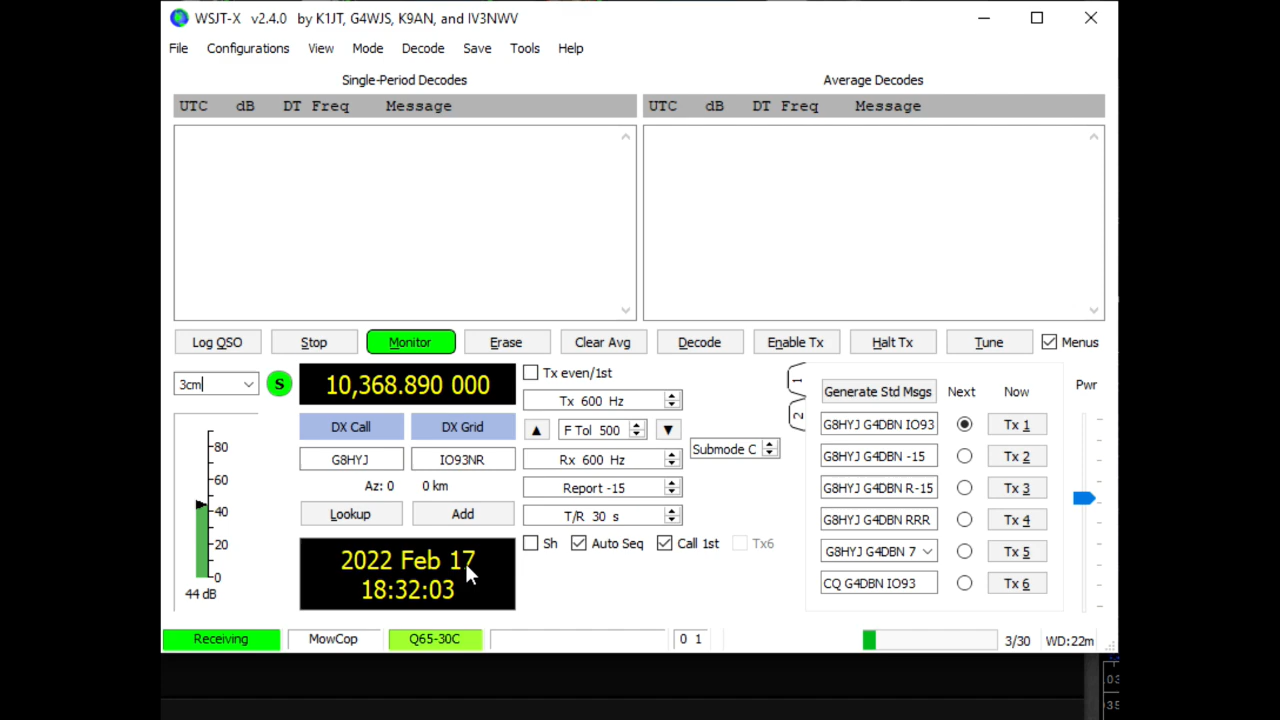 WSJT-X v2.4.0 by K1JT, G4WJS, K9AN, and IV3NWV
File Configurations View Mode Decode Save Tools Help
Single-Period Decodes Average Decodes
UTC dB DT Freq Message UTC dB DT Freq Message
Log QSO Stop Monitor Erase Clear Avg Decode Enable Tx Halt Tx Tune Menus
3cm S 10,368.890 000 Tx even/1st 1 Generate Std Msgs Next Now Pwr
Tx 600 Hz
DX Call DX Grid F Tol 500 2 G8HYJ G4DBN IO93 Tx 1
80 G8HYJ IO93NR Rx 600 Hz Submode C G8HYJ G4DBN -15 Tx 2
60 Az: 0 0 km Report -15 G8HYJ G4DBN R-15 Tx 3
40 Lookup Add T/R 30 s G8HYJ G4DBN RRR Tx 4
20 2022 Feb 17 Sh Auto Seq Call 1st Tx6 G8HYJ G4DBN 7 Tx 5
0 18:32:03 CQ G4DBN IO93 Tx 6
44 dB
Receiving MowCop Q65-30C 0 1 3/30 WD:22m